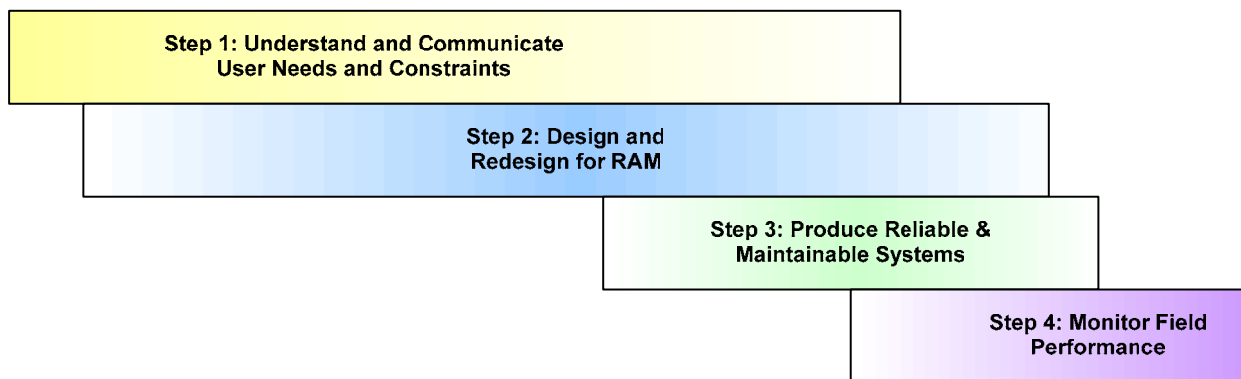 Step 1: Understand and Communicate
User Needs and Constraints
Step 2: Design and
Redesign for RAM
Step 3: Produce Reliable &
Maintainable Systems
Step 4: Monitor Field
Performance